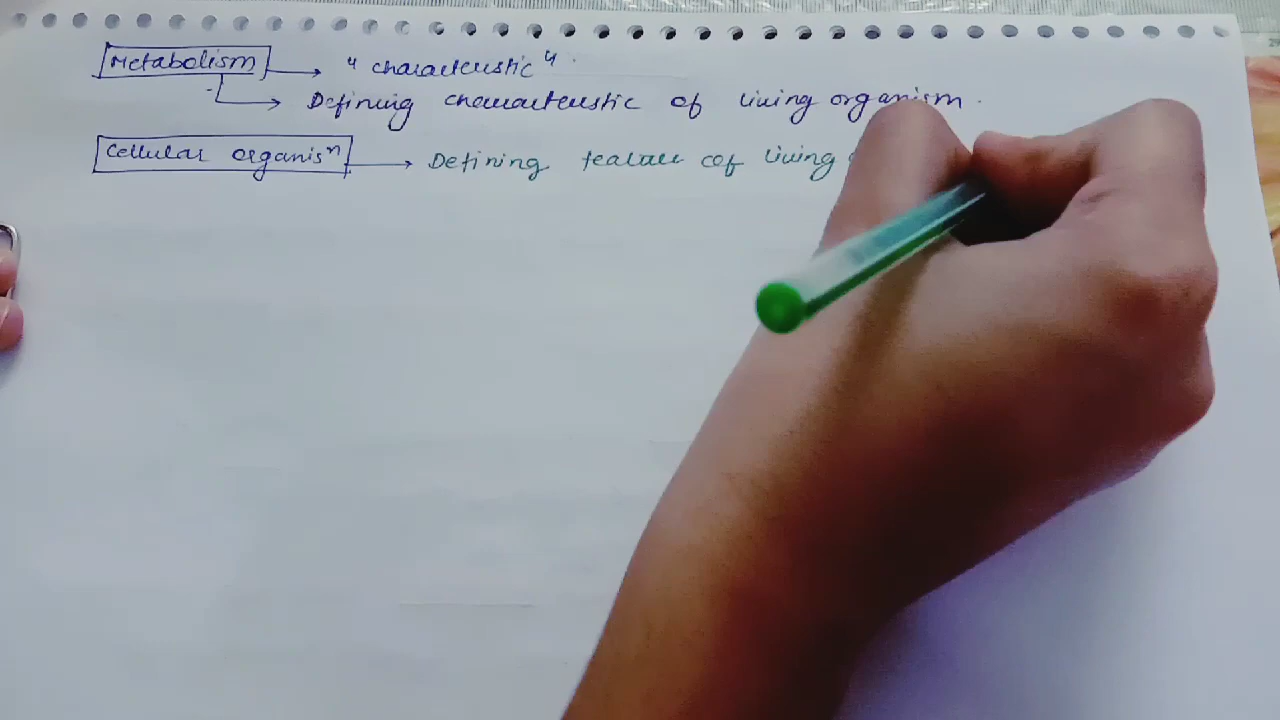 Metabolism → " characteristic "
→ Defining characteristic of living organism .
Cellular organisⁿ → Defining feature of living